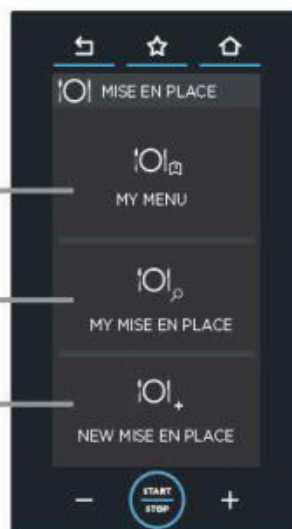 MISE EN PLACE
MY MENU
MY MISE EN PLACE
NEW MISE EN PLACE
START
STOP